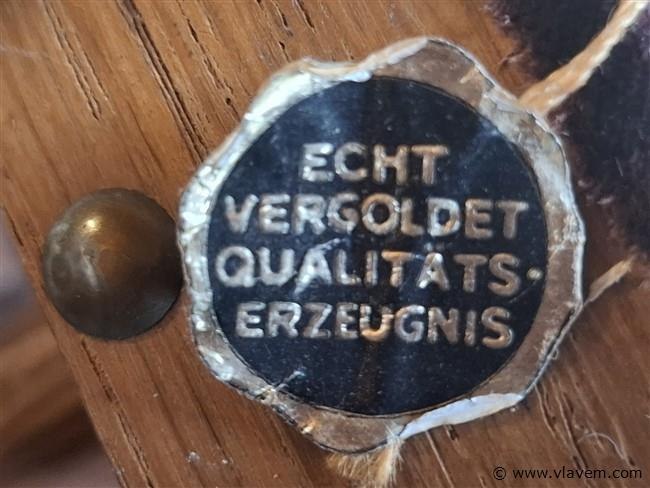 ECHT
VERGOLDET
QUALITÄTS-
ERZEUGNIS
© www.vlavem.com